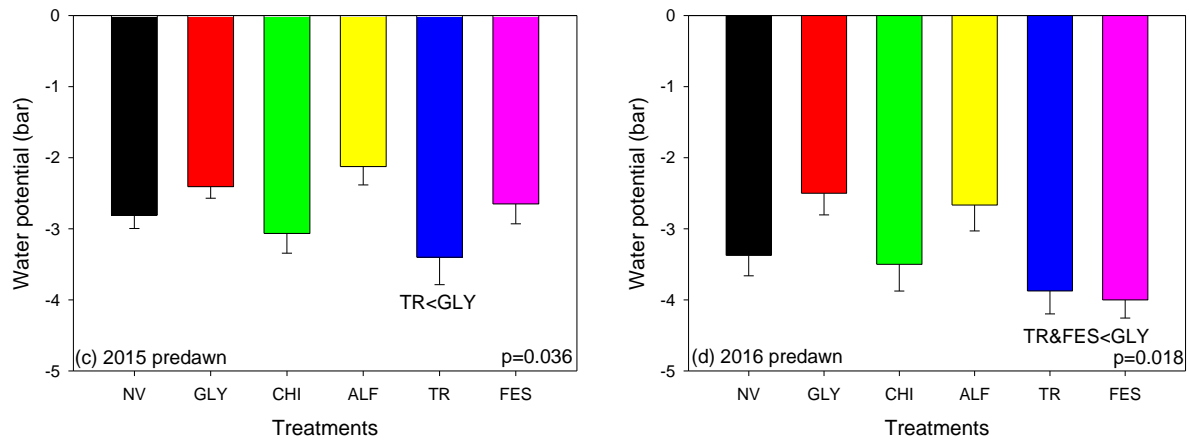 0
-1
-2
-3
-4
-5
Water potential (bar)
TR<GLY
(c) 2015 predawn
p=0.036
NV GLY CHI ALF TR FES
Treatments
0
-1
-2
-3
-4
-5
Water potential (bar)
TR&FES<GLY
(d) 2016 predawn
p=0.018
NV GLY CHI ALF TR FES
Treatments